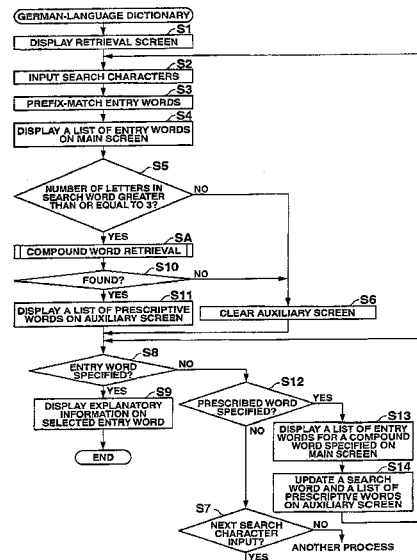 GERMAN-LANGUAGE DICTIONARY
S1
DISPLAY RETRIEVAL SCREEN
S2
INPUT SEARCH CHARACTERS
S3
PREFIX-MATCH ENTRY WORDS
S4
DISPLAY A LIST OF ENTRY WORDS
ON MAIN SCREEN
S5
NUMBER OF LETTERS IN
SEARCH WORD GREATER
THAN OR EQUAL TO 3?
NO
YES
SA
COMPOUND WORD RETRIEVAL
S10
FOUND?
NO
YES
S11
DISPLAY A LIST OF PRESCRIPTIVE
WORDS ON AUXILIARY SCREEN
S6
CLEAR AUXILIARY SCREEN
S8
ENTRY WORD
SPECIFIED?
NO
YES
S9
DISPLAY EXPLANATORY
INFORMATION ON
SELECTED ENTRY WORD
END
S12
PRESCRIBED WORD
SPECIFIED?
YES
NO
S13
DISPLAY A LIST OF ENTRY
WORDS FOR A COMPOUND
WORD SPECIFIED ON
MAIN SCREEN
S14
UPDATE A SEARCH
WORD AND A LIST OF
PRESCRIPTIVE WORDS
ON AUXILIARY SCREEN
S7
NEXT SEARCH
CHARACTER
INPUT?
NO
YES
ANOTHER PROCESS